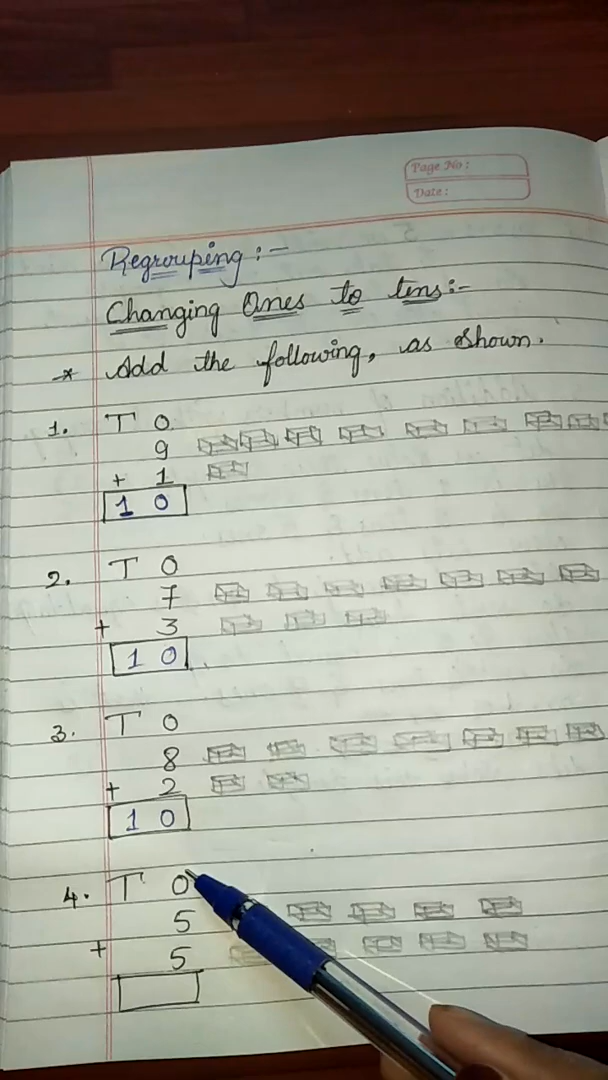 Page No :
Date :
Regrouping :-
Changing Ones to tens :-
* Add the following, as shown.
1. T O
9
+ 1
1 0
2. T O
7
+ 3
1 0
3. T O
8
+ 2
1 0
4. T O
5
+ 5